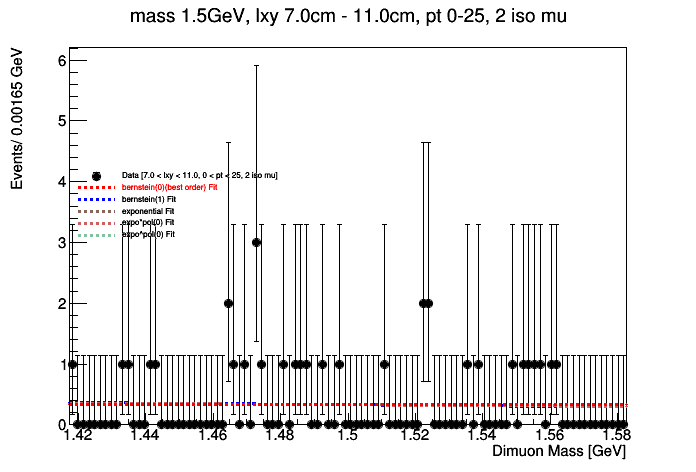 mass 1.5GeV, lxy 7.0cm - 11.0cm, pt 0-25, 2 iso mu
Events/ 0.00165 GeV
6
5
4
3
2
1
0
Data [7.0 < lxy < 11.0, 0 < pt < 25, 2 iso mu]
bernstein(0)(best order) Fit
bernstein(1) Fit
exponential Fit
expo*pol(0) Fit
expo^pol(0) Fit
1.42 1.44 1.46 1.48 1.5 1.52 1.54 1.56 1.58
Dimuon Mass [GeV]